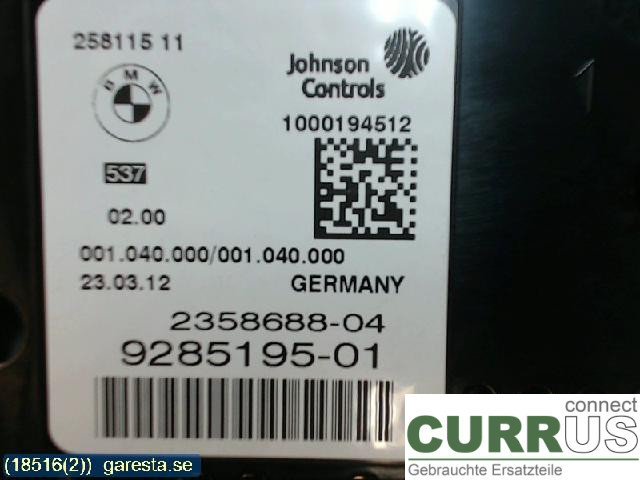 258115 11
BMW
Johnson
Controls
1000194512
537
02.00
001.040.000/001.040.000
23.03.12 GERMANY
2358688-04
9285195-01
connect
CURRUS
Gebrauchte Ersatzteile
(18516(2)) garesta.se